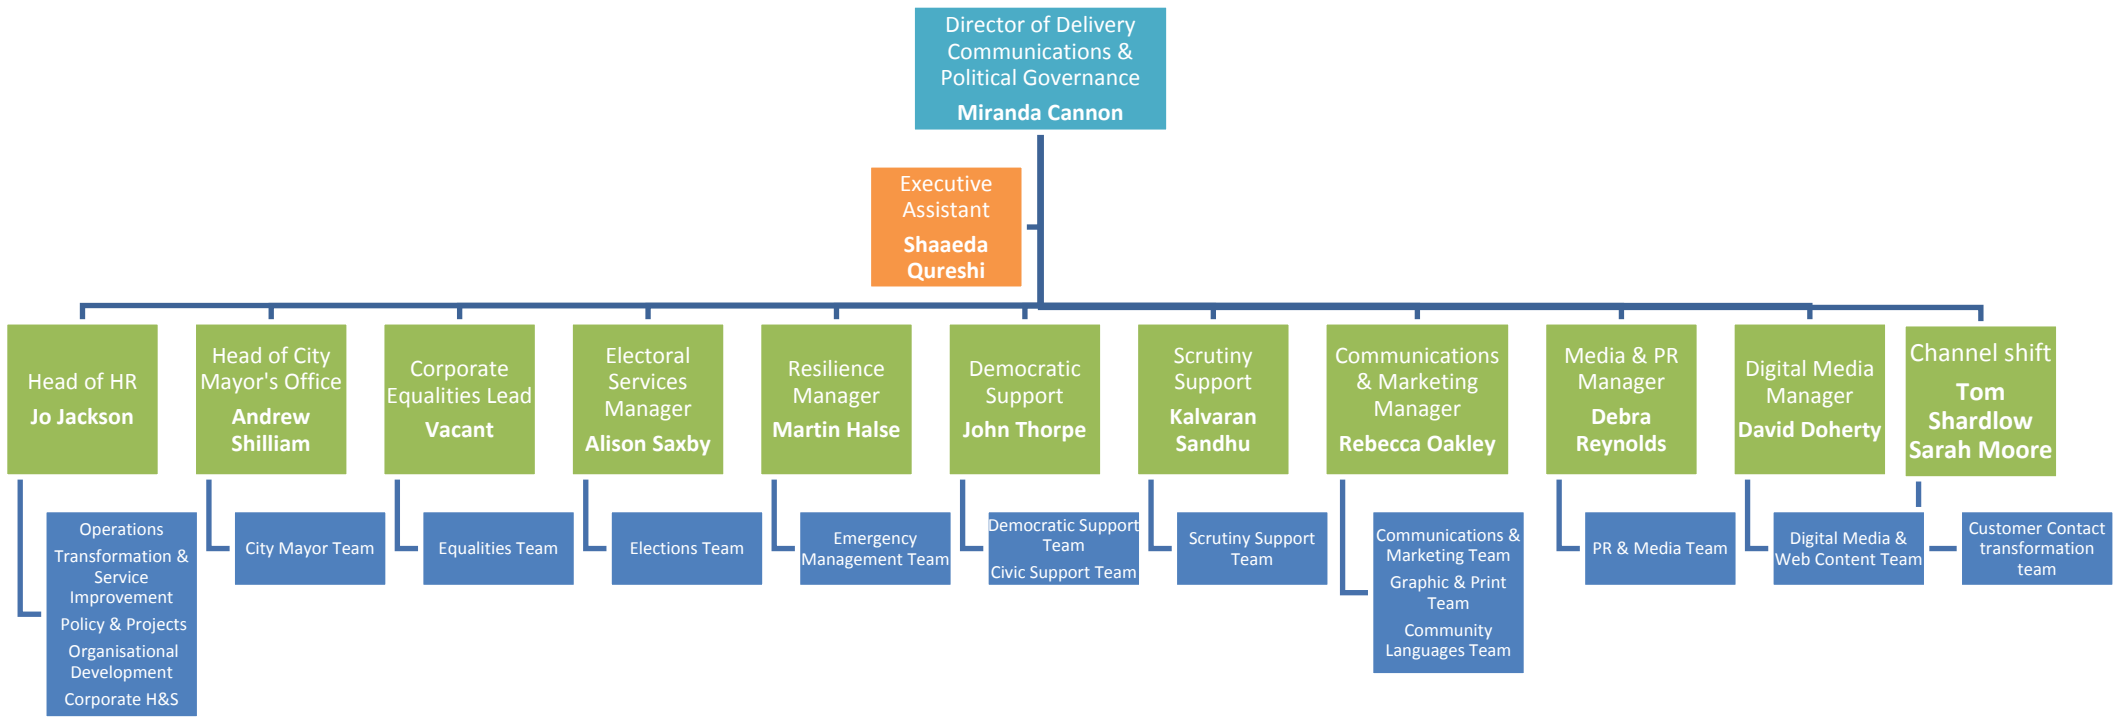 Director of Delivery
Communications &
Political Governance
Miranda Cannon
Executive
Assistant
Shaaeda
Qureshi
Head of HR
Jo Jackson
Head of City
Mayor's Office
Andrew
Shilliam
Corporate
Equalities Lead
Vacant
Electoral
Services
Manager
Alison Saxby
Resilience
Manager
Martin Halse
Democratic
Support
John Thorpe
Scrutiny
Support
Kalvaran
Sandhu
Communications
& Marketing
Manager
Rebecca Oakley
Media & PR
Manager
Debra
Reynolds
Digital Media
Manager
David Doherty
Channel shift
Tom
Shardlow
Sarah Moore
Operations
Transformation &
Service
Improvement
Policy & Projects
Organisational
Development
Corporate H&S
City Mayor Team
Equalities Team
Elections Team
Emergency
Management Team
Democratic Support
Team
Civic Support Team
Scrutiny Support
Team
Communications &
Marketing Team
Graphic & Print
Team
Community
Languages Team
PR & Media Team
Digital Media &
Web Content Team
Customer Contact
transformation
team